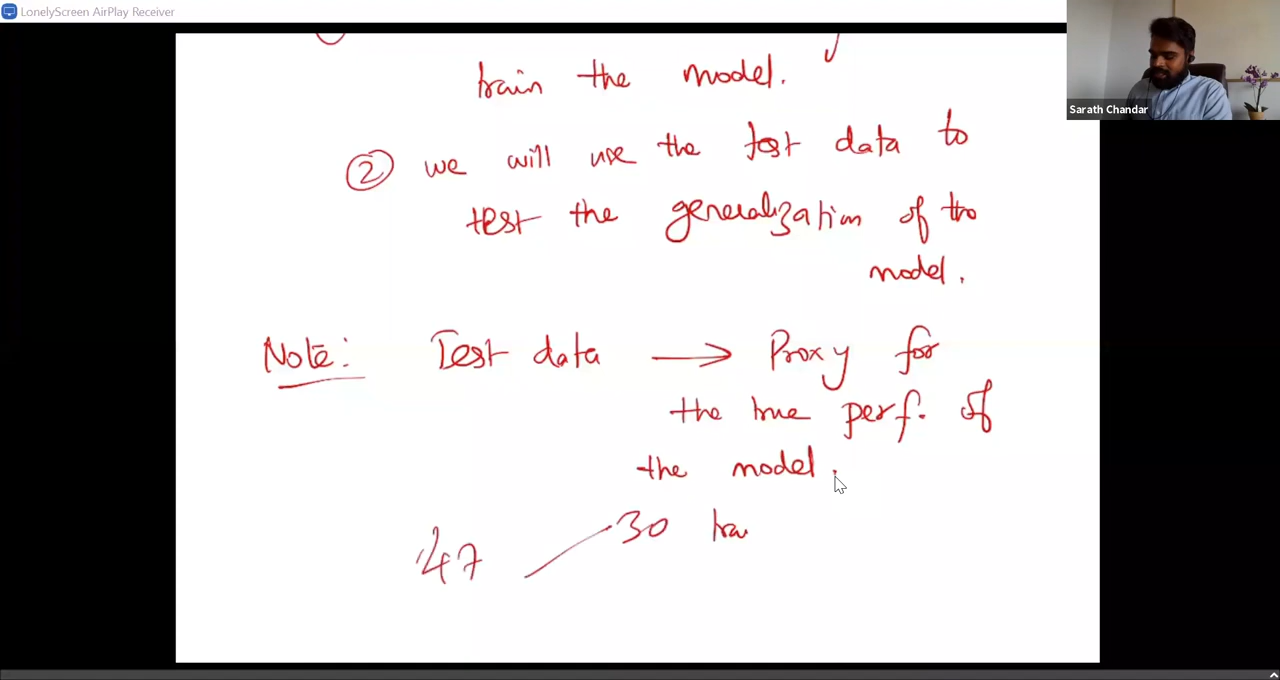 LonelyScreen AirPlay Receiver
Sarath Chandar
train the model.
② we will use the test data to
test the generalization of the
model.
Note: Test data → Proxy for
the true perf. of
the model.
47 30 tra